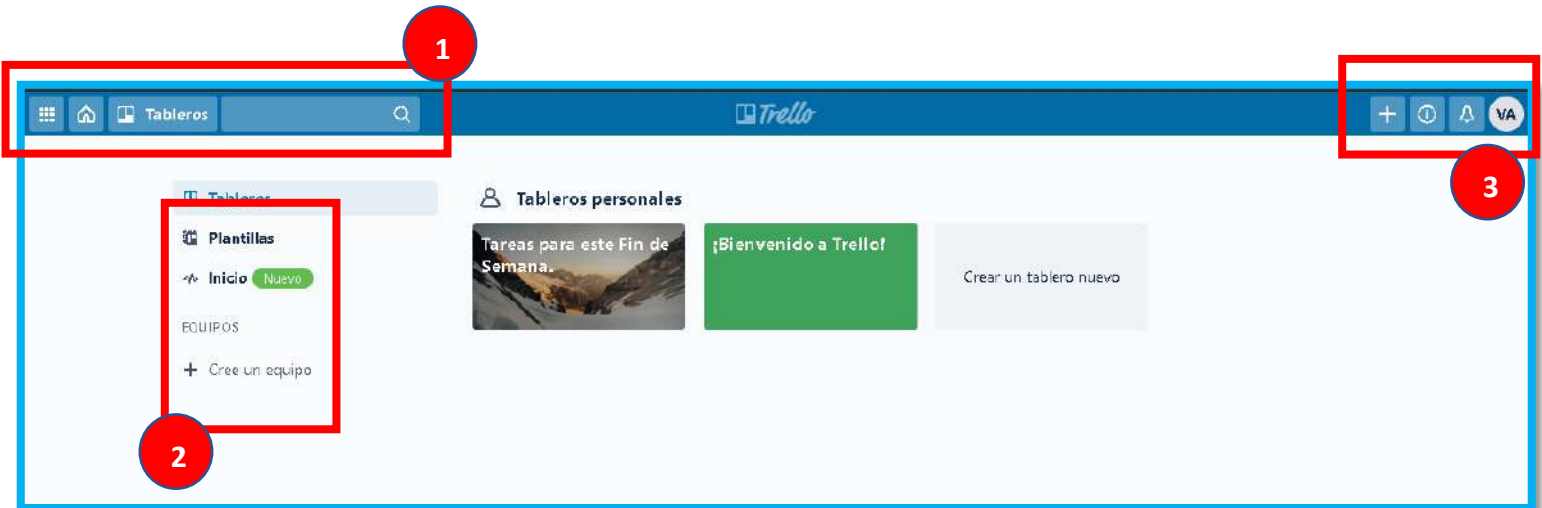 1
Tableros
Trello
VA
3
Tableros
Tableros personales
Plantillas
Tareas para este Fin de
Semana.
¡Bienvenido a Trello!
Inicio Nuevo
Crear un tablero nuevo
EQUIPOS
+ Cree un equipo
2